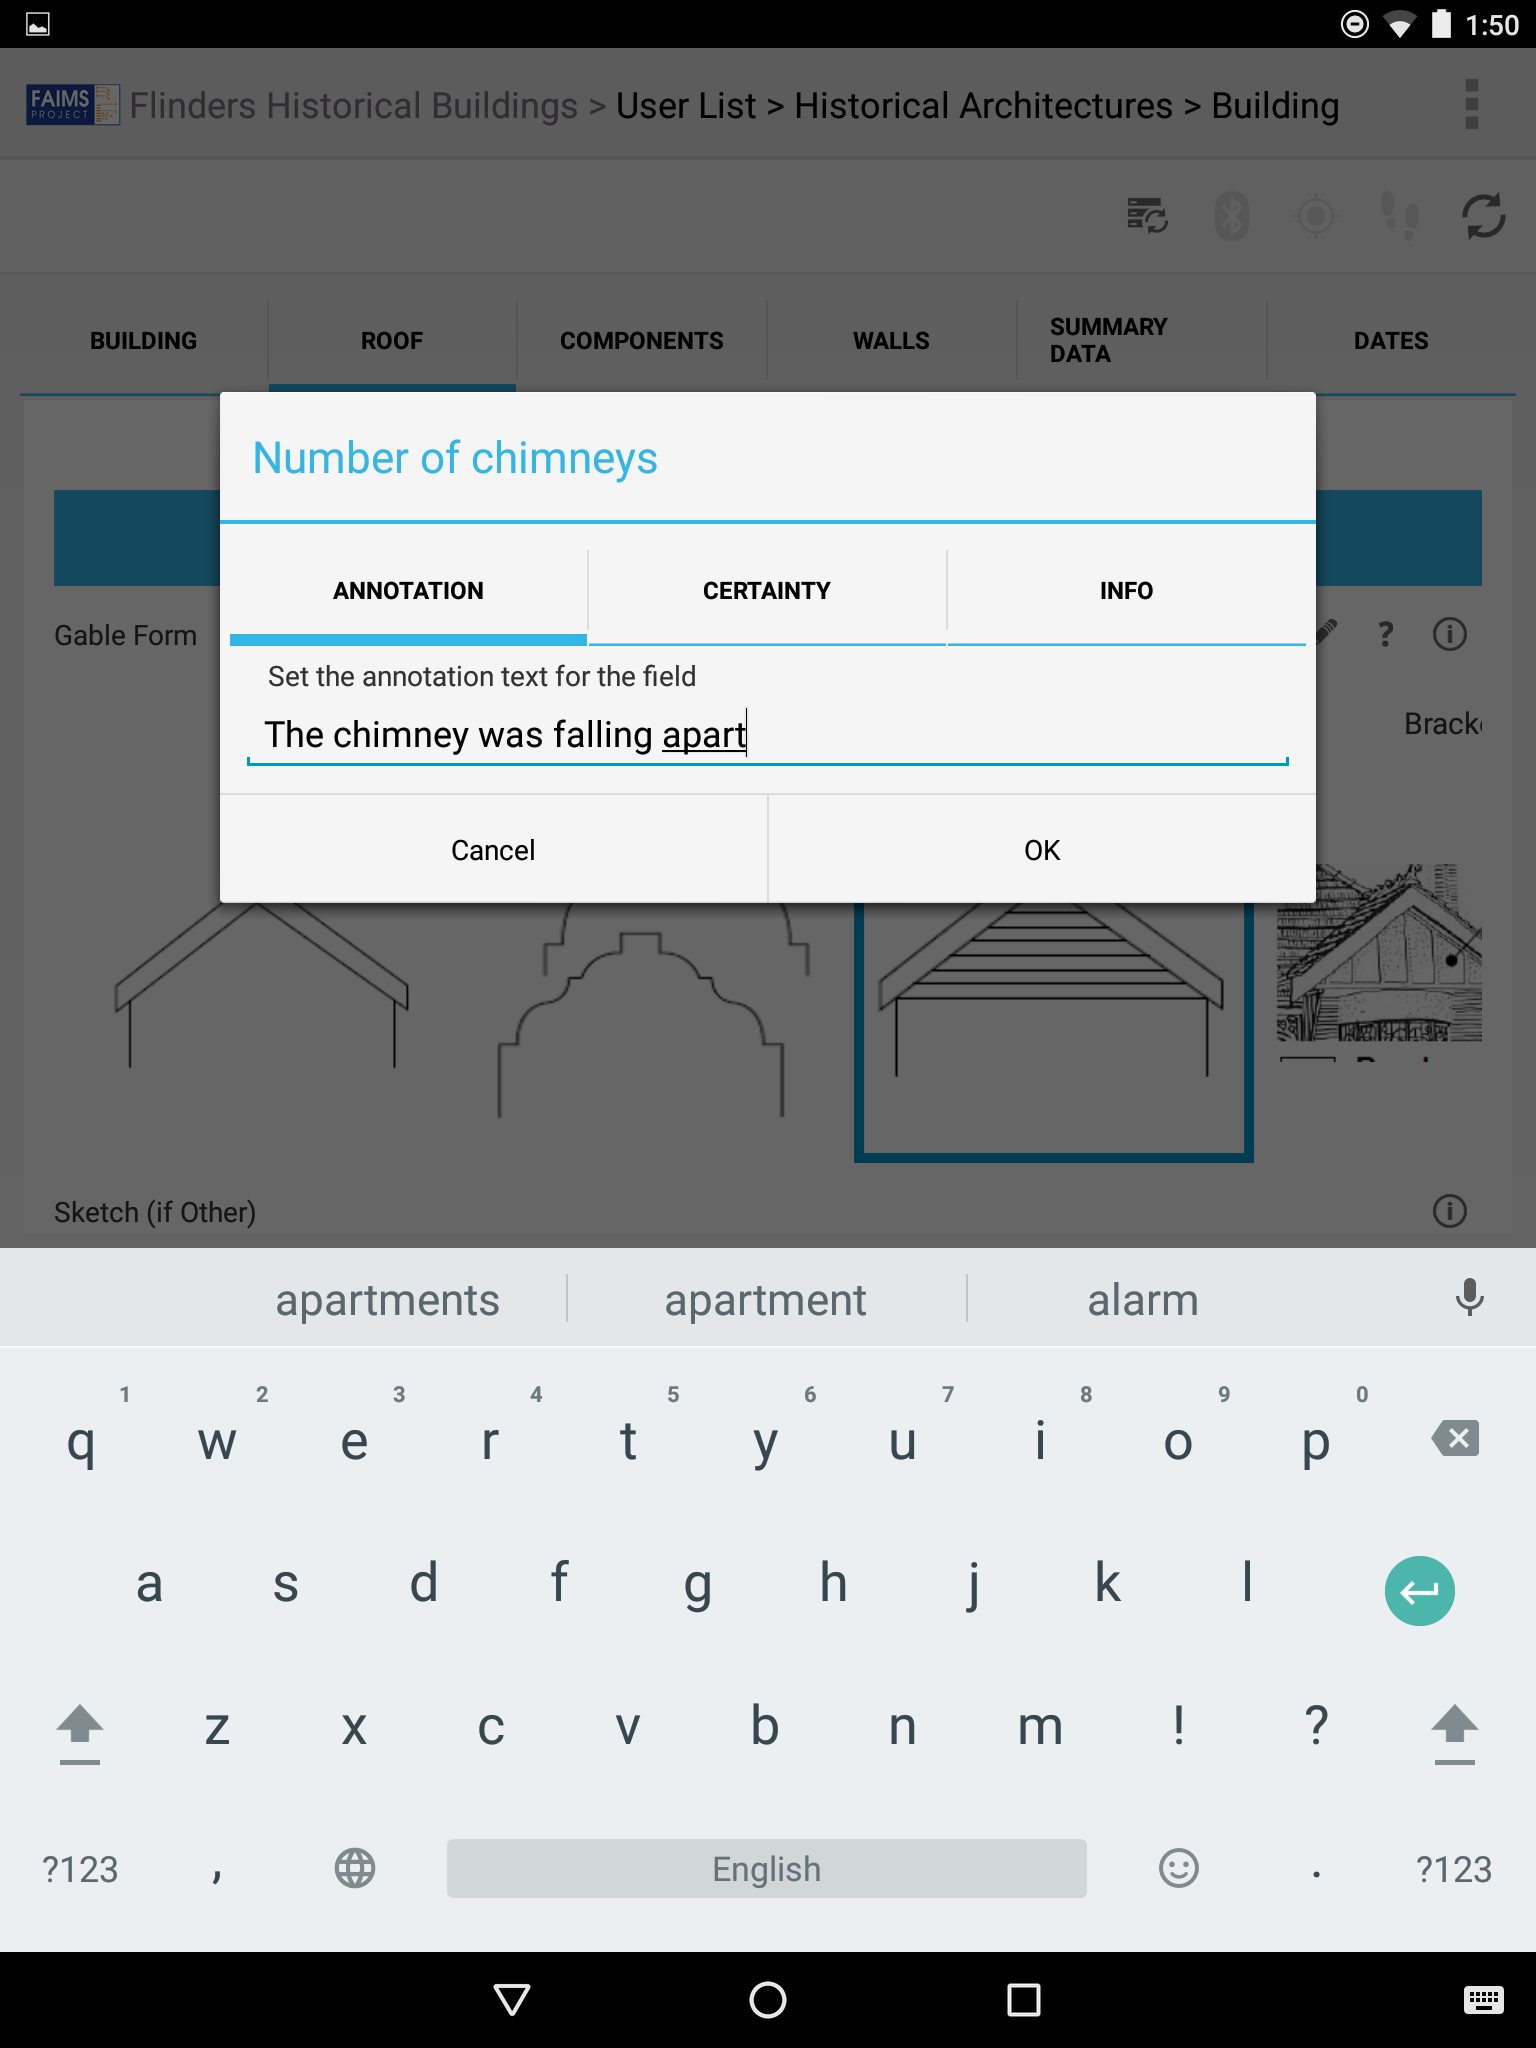 1:50
FAIMS
PROJECT
Flinders Historical Buildings > User List > Historical Architectures > Building
BUILDING
ROOF
COMPONENTS
WALLS
SUMMARY
DATA
DATES
Number of chimneys
ANNOTATION
CERTAINTY
INFO
Gable Form
?
Set the annotation text for the field
The chimney was falling apart
Cancel
OK
Sketch (if Other)
apartments
apartment
alarm
1 2 3 4 5 6 7 8 9 0
q w e r t y u i o p
a s d f g h j k l
z x c v b n m ! ?
?123 , English . ?123